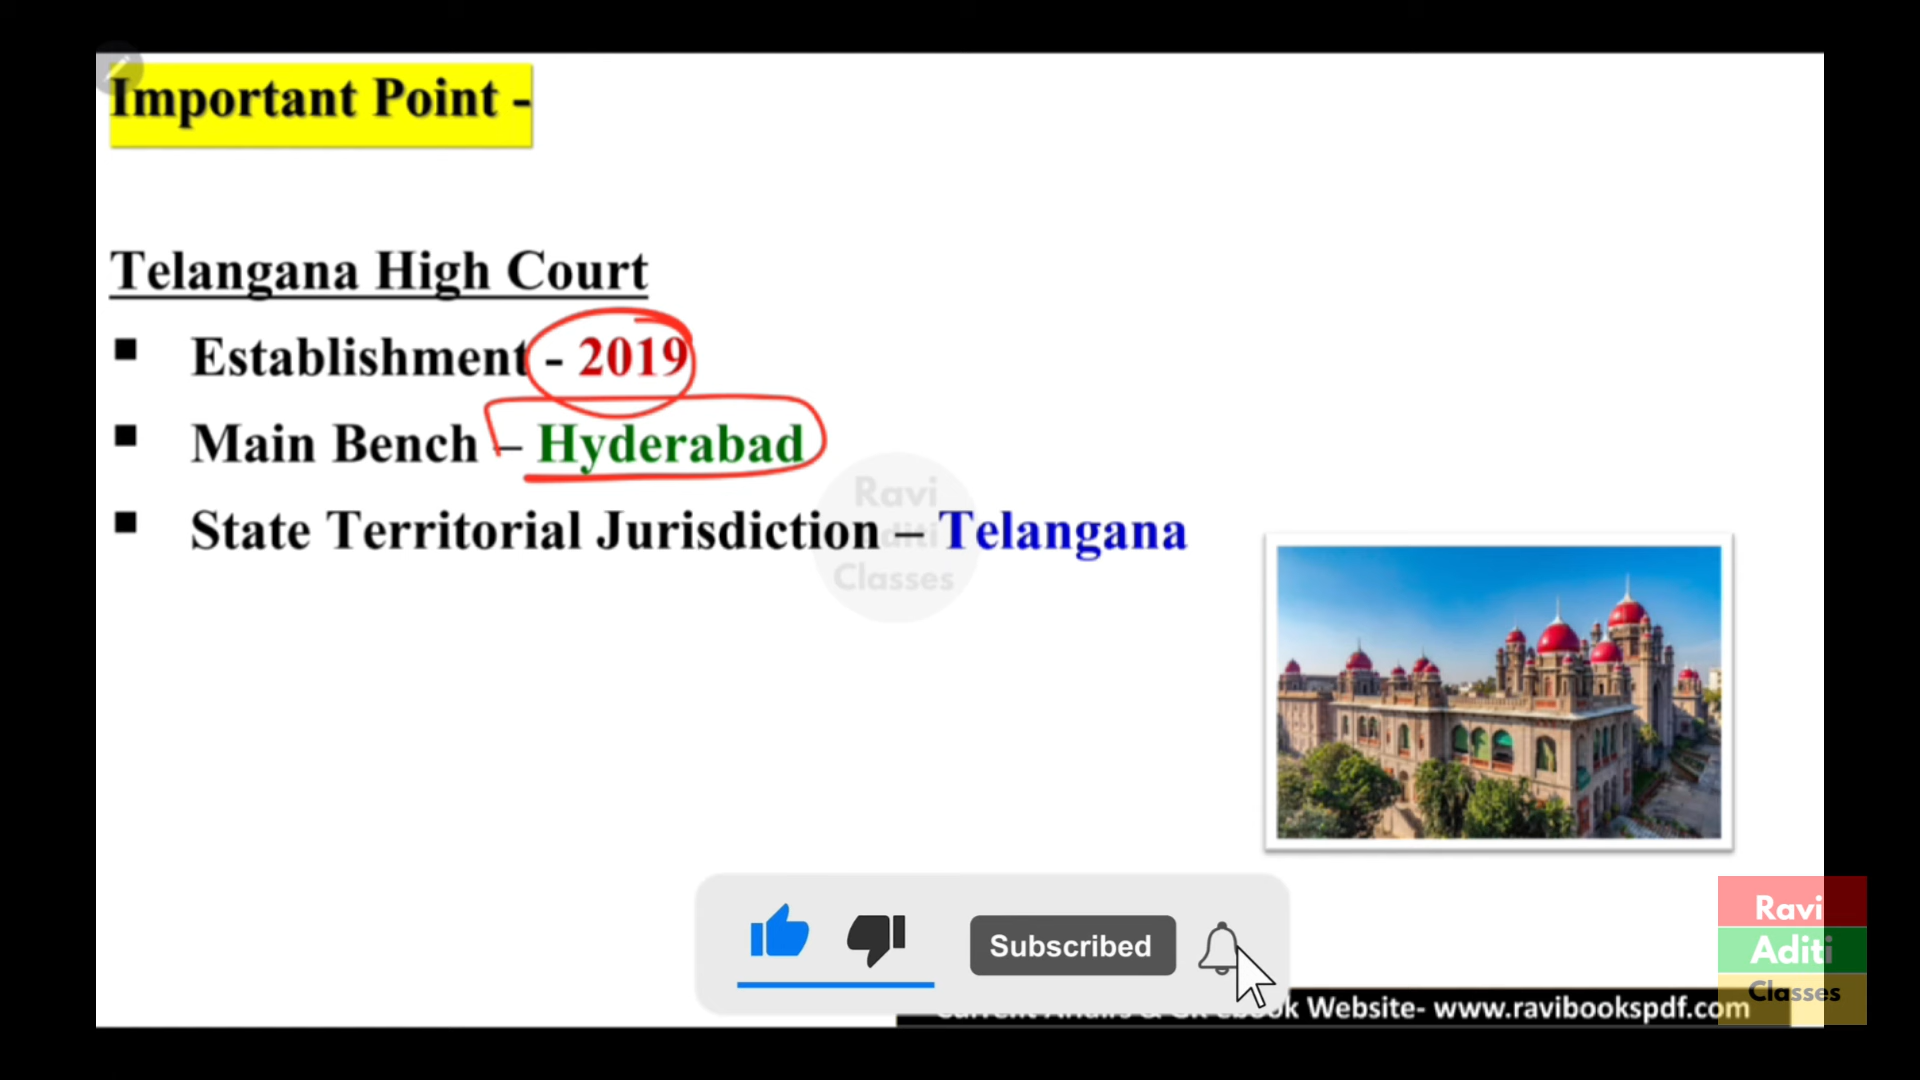 Important Point -
Telangana High Court
▪ Establishment - 2019
▪ Main Bench – Hyderabad
▪ State Territorial Jurisdiction – Telangana
Ravi
Aditi
Classes
Subscribed
Ravi
Aditi
Classes
Website- www.ravibookspdf.com